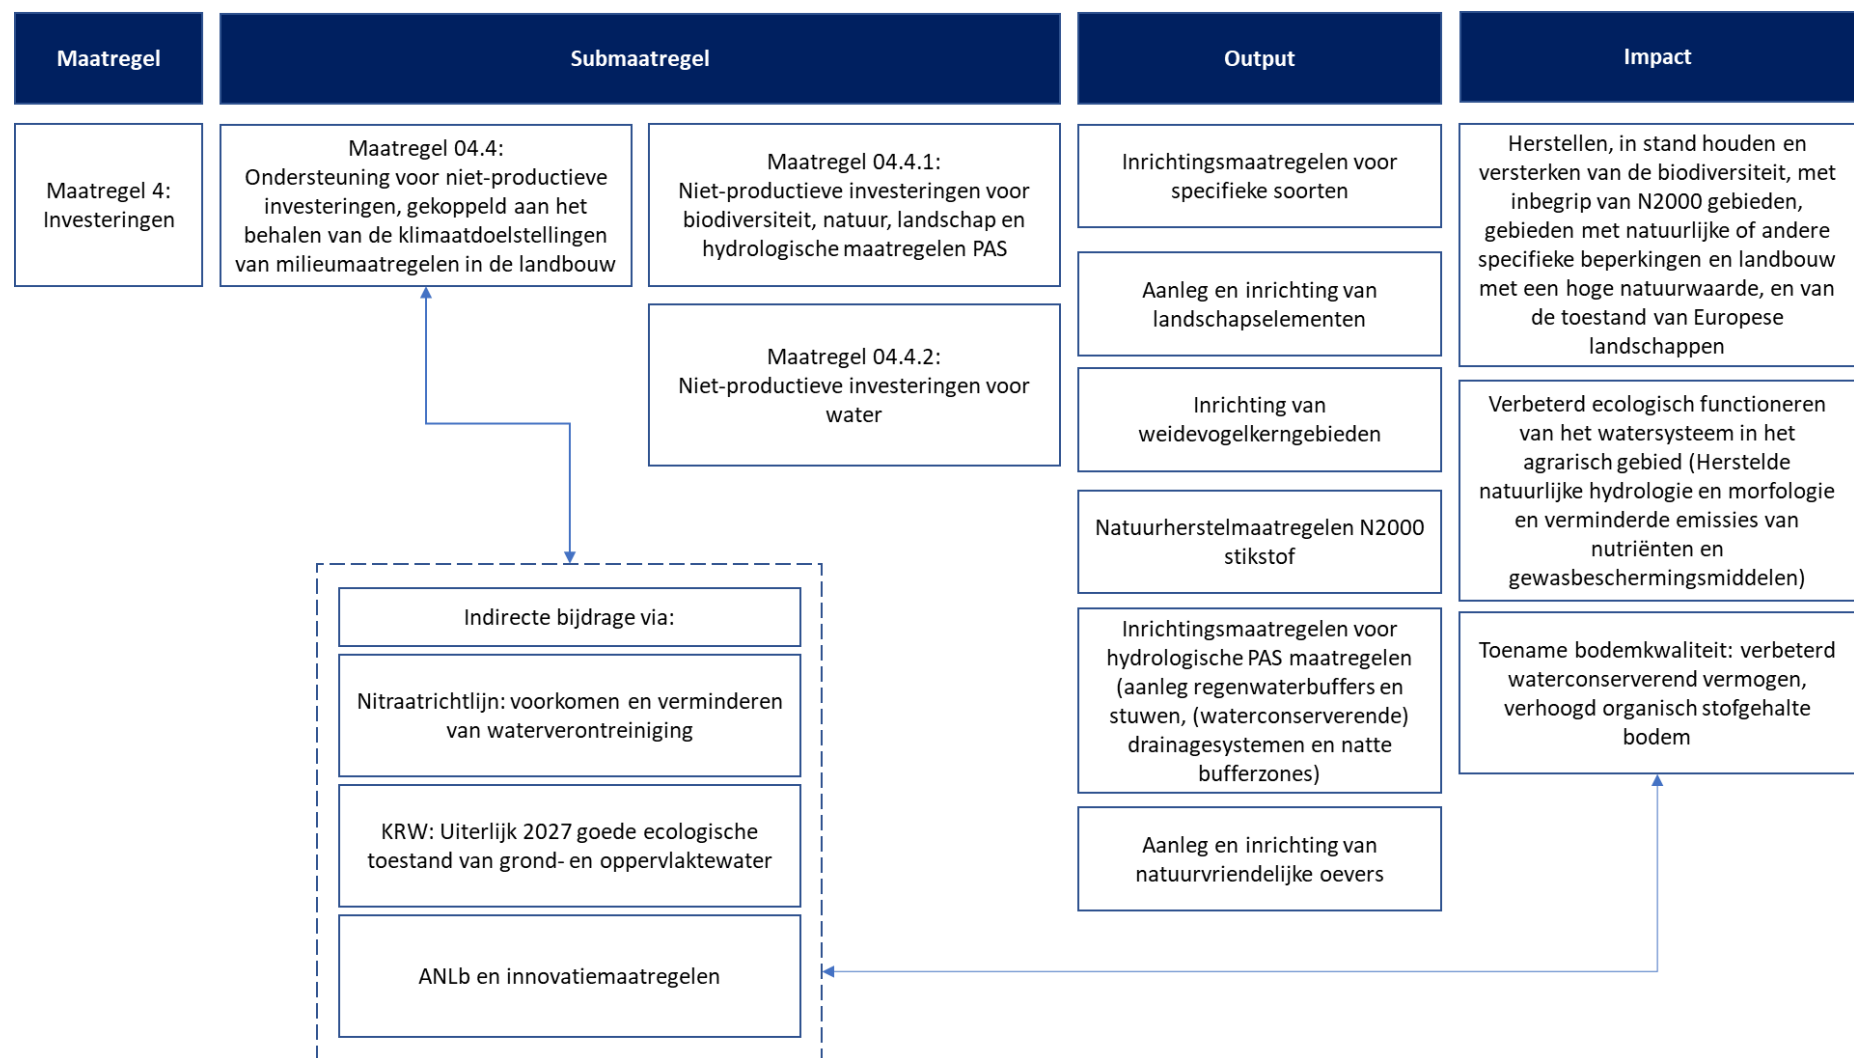 Maatregel
Submaatregel
Output
Impact
Maatregel 4:
Investeringen
Maatregel 04.4:
Ondersteuning voor niet-productieve
investeringen, gekoppeld aan het
behalen van de klimaatdoelstellingen
van milieumaatregelen in de landbouw
Maatregel 04.4.1:
Niet-productieve investeringen voor
biodiversiteit, natuur, landschap en
hydrologische maatregelen PAS
Maatregel 04.4.2:
Niet-productieve investeringen voor
water
Indirecte bijdrage via:
Nitraatrichtlijn: voorkomen en verminderen
van waterverontreiniging
KRW: Uiterlijk 2027 goede ecologische
toestand van grond- en oppervlaktewater
ANLb en innovatiemaatregelen
Inrichtingsmaatregelen voor
specifieke soorten
Aanleg en inrichting van
landschapselementen
Inrichting van
weidevogelkerngebieden
Natuurherstelmaatregelen N2000
stikstof
Inrichtingsmaatregelen voor
hydrologische PAS maatregelen
(aanleg regenwaterbuffers en
stuwen, (waterconserverende)
drainagesystemen en natte
bufferzones)
Aanleg en inrichting van
natuurvriendelijke oevers
Herstellen, in stand houden en
versterken van de biodiversiteit, met
inbegrip van N2000 gebieden,
gebieden met natuurlijke of andere
specifieke beperkingen en landbouw
met een hoge natuurwaarde, en van
de toestand van Europese
landschappen
Verbeterd ecologisch functioneren
van het watersysteem in het
agrarisch gebied (Herstelde
natuurlijke hydrologie en morfologie
en verminderde emissies van
nutriënten en
gewasbeschermingsmiddelen)
Toename bodemkwaliteit: verbeterd
waterconserverend vermogen,
verhoogd organisch stofgehalte
bodem